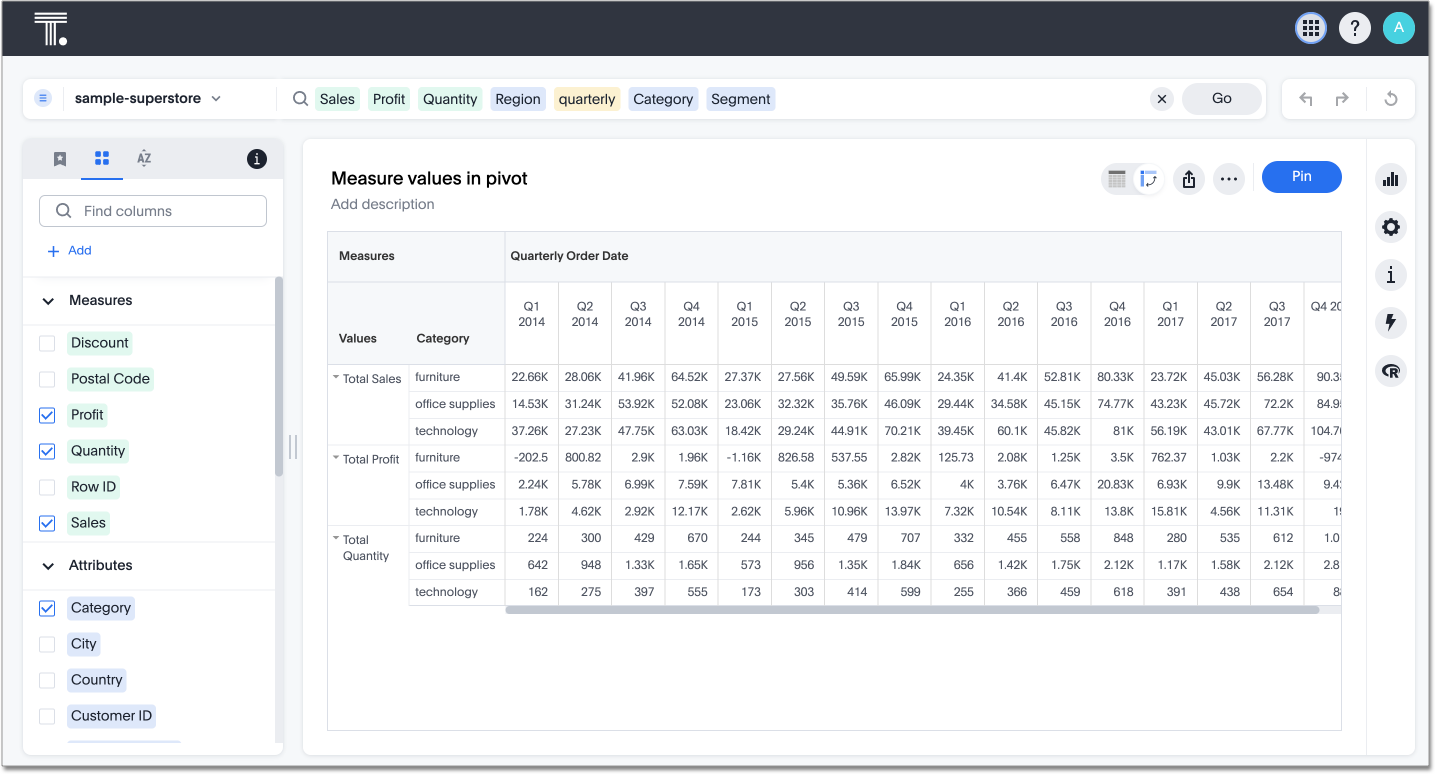 T.
?
A
sample-superstore
Sales Profit Quantity Region quarterly Category Segment
Go
AZ
Find columns
Add
Measures
Discount
Postal Code
Profit
Quantity
Row ID
Sales
Attributes
Category
City
Country
Customer ID
Measure values in pivot
Add description
Pin
Measures Quarterly Order Date
Values Category Q1 2014 Q2 2014 Q3 2014 Q4 2014 Q1 2015 Q2 2015 Q3 2015 Q4 2015 Q1 2016 Q2 2016 Q3 2016 Q4 2016 Q1 2017 Q2 2017 Q3 2017 Q4 20
Total Sales furniture 22.66K 28.06K 41.96K 64.52K 27.37K 27.56K 49.59K 65.99K 24.35K 41.4K 52.81K 80.33K 23.72K 45.03K 56.28K 90.3
office supplies 14.53K 31.24K 53.92K 52.08K 23.06K 32.32K 35.76K 46.09K 29.44K 34.58K 45.15K 74.77K 43.23K 45.72K 72.2K 84.9
technology 37.26K 27.23K 47.75K 63.03K 18.42K 29.24K 44.91K 70.21K 39.45K 60.1K 45.82K 81K 56.19K 43.01K 67.77K 104.7
Total Profit furniture -202.5 800.82 2.9K 1.96K -1.16K 826.58 537.55 2.82K 125.73 2.08K 1.25K 3.5K 762.37 1.03K 2.2K -974
office supplies 2.24K 5.78K 6.99K 7.59K 7.81K 5.4K 5.36K 6.52K 4K 3.76K 6.47K 20.83K 6.93K 9.9K 13.48K 9.4
technology 1.78K 4.62K 2.92K 12.17K 2.62K 5.96K 10.96K 13.97K 7.32K 10.54K 8.11K 13.8K 15.81K 4.56K 11.31K
Total Quantity furniture 224 300 429 670 244 345 479 707 332 455 558 848 280 535 612 1.0
office supplies 642 948 1.33K 1.65K 573 956 1.35K 1.84K 656 1.42K 1.75K 2.12K 1.17K 1.58K 2.12K 2.8
technology 162 275 397 555 173 303 414 599 255 366 459 618 391 438 654